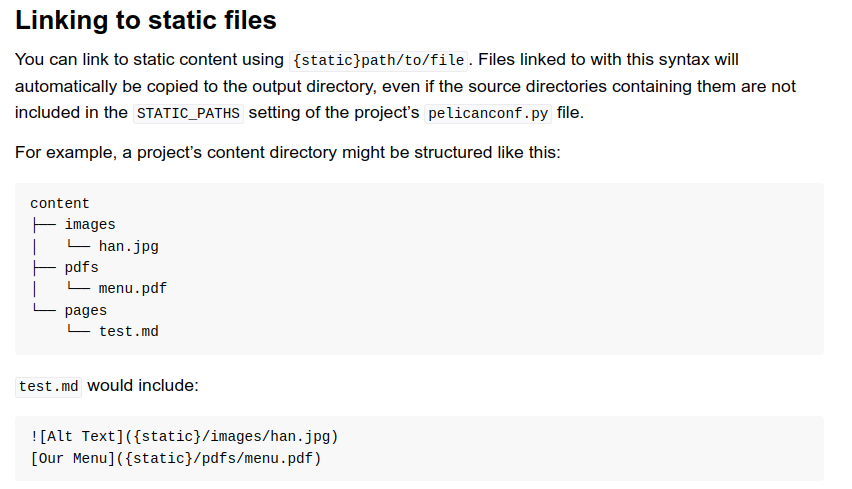 Linking to static files
You can link to static content using {static}path/to/file. Files linked to with this syntax will
automatically be copied to the output directory, even if the source directories containing them are not
included in the STATIC_PATHS setting of the project’s pelicanconf.py file.
For example, a project’s content directory might be structured like this:
content
├── images
│   └── han.jpg
├── pdfs
│   └── menu.pdf
└── pages
    └── test.md
test.md would include:
![Alt Text]({static}/images/han.jpg)
[Our Menu]({static}/pdfs/menu.pdf)